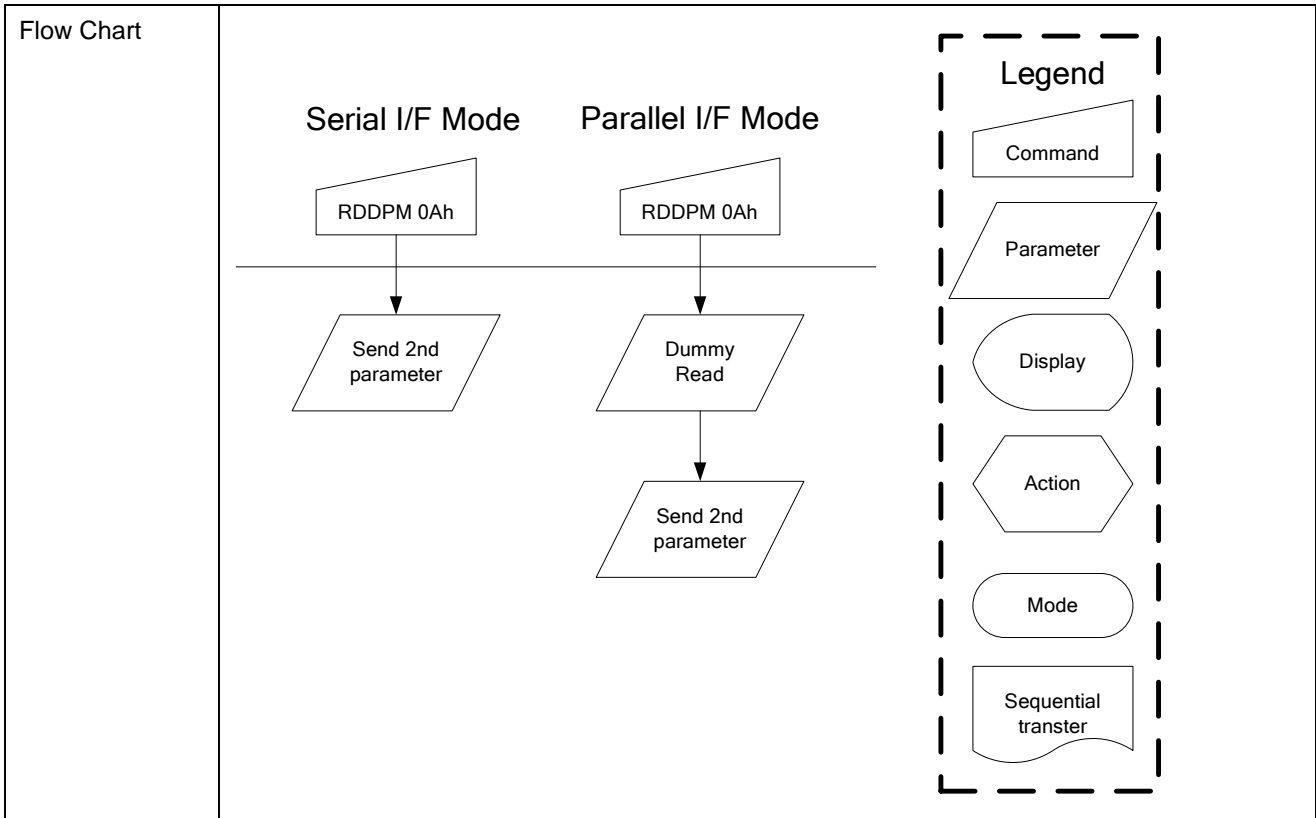 Flow Chart
Serial I/F Mode
Parallel I/F Mode
RDDPM 0Ah
RDDPM 0Ah
Send 2nd
parameter
Dummy
Read
Send 2nd
parameter
Legend
Command
Parameter
Display
Action
Mode
Sequential
transter